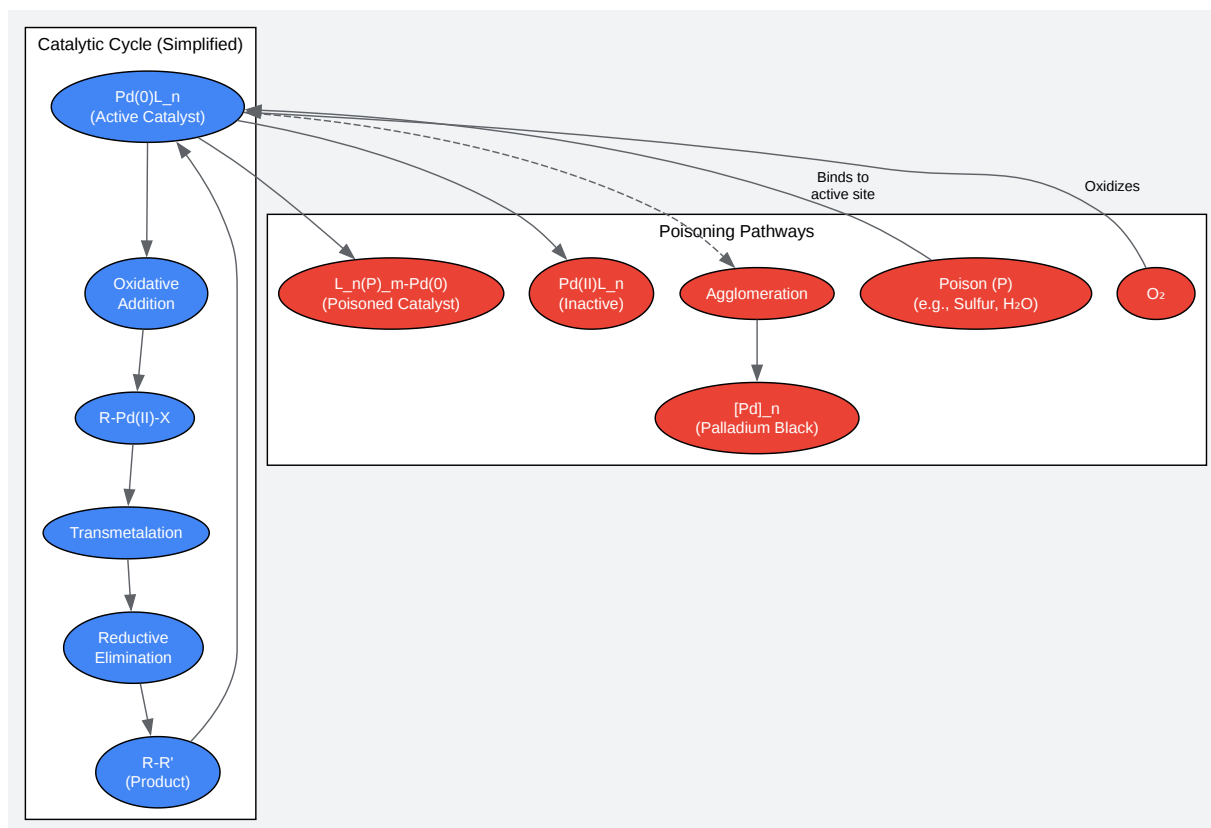 Catalytic Cycle (Simplified)
Pd(0)L_n
(Active Catalyst)
Oxidative
Addition
R-Pd(II)-X
Transmetalation
Reductive
Elimination
R-R'
(Product)
Binds to
active site
Oxidizes
Poisoning Pathways
L_n(P)_m-Pd(0)
(Poisoned Catalyst)
Pd(II)L_n
(Inactive)
Agglomeration
Poison (P)
(e.g., Sulfur, H₂O)
O₂
[Pd]_n
(Palladium Black)